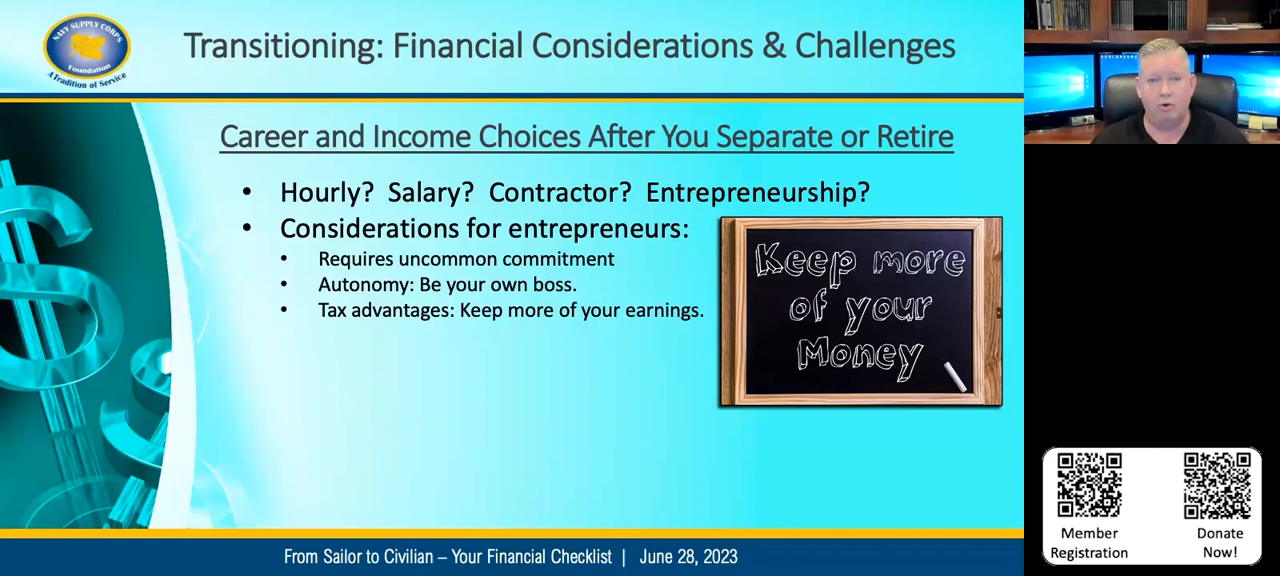 NAVY SUPPLY CORPS
Foundation
A Tradition of Service
Transitioning: Financial Considerations & Challenges
Career and Income Choices After You Separate or Retire
• Hourly? Salary? Contractor? Entrepreneurship?
• Considerations for entrepreneurs:
• Requires uncommon commitment
• Autonomy: Be your own boss.
• Tax advantages: Keep more of your earnings.
Keep more
of your
Money
From Sailor to Civilian – Your Financial Checklist | June 28, 2023
Member
Registration
Donate
Now!